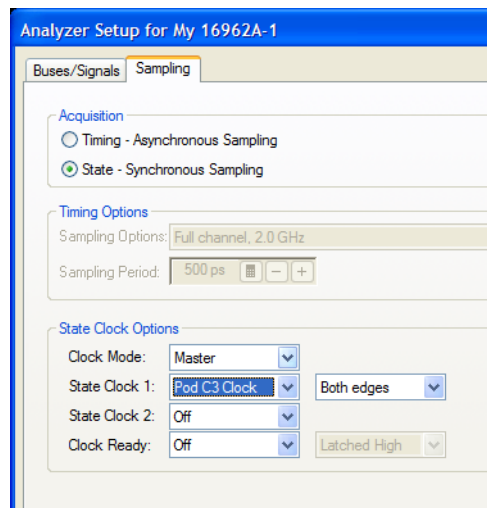 Analyzer Setup for My 16962A-1
Buses/Signals Sampling
Acquisition
Timing - Asynchronous Sampling
State - Synchronous Sampling
Timing Options
Sampling Options: Full channel, 2.0 GHz
Sampling Period: 500 ps - +
State Clock Options
Clock Mode: Master
State Clock 1: Pod C3 Clock Both edges
State Clock 2: Off
Clock Ready: Off Latched High